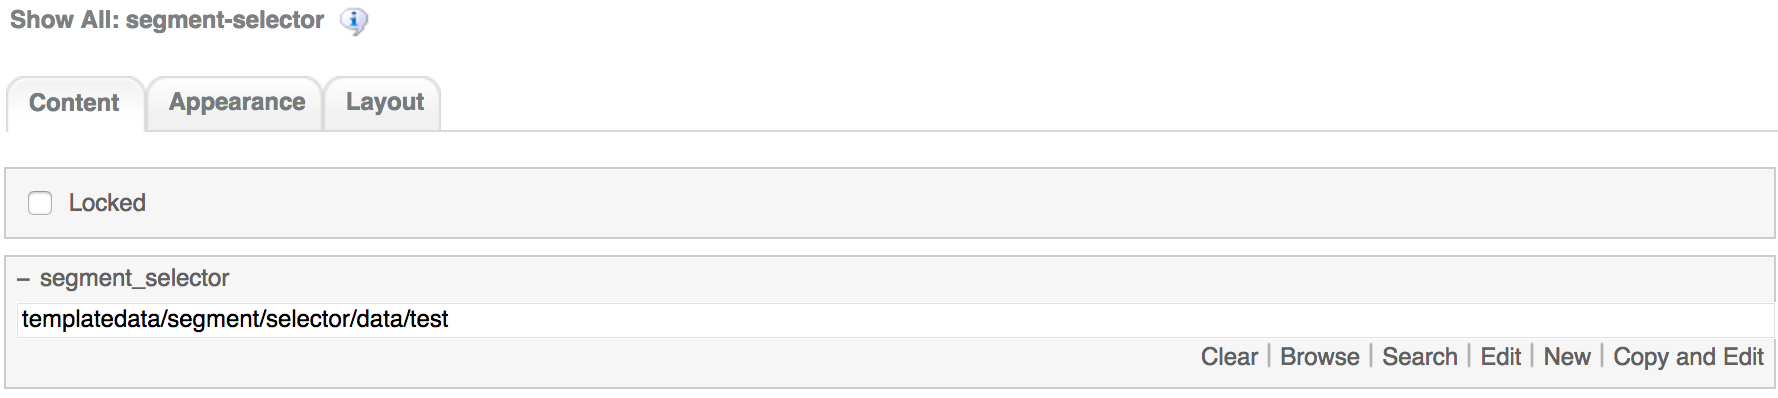 Show All: segment-selector
Content Appearance Layout
Locked
– segment_selector
templatedata/segment/selector/data/test
Clear | Browse | Search | Edit | New | Copy and Edit